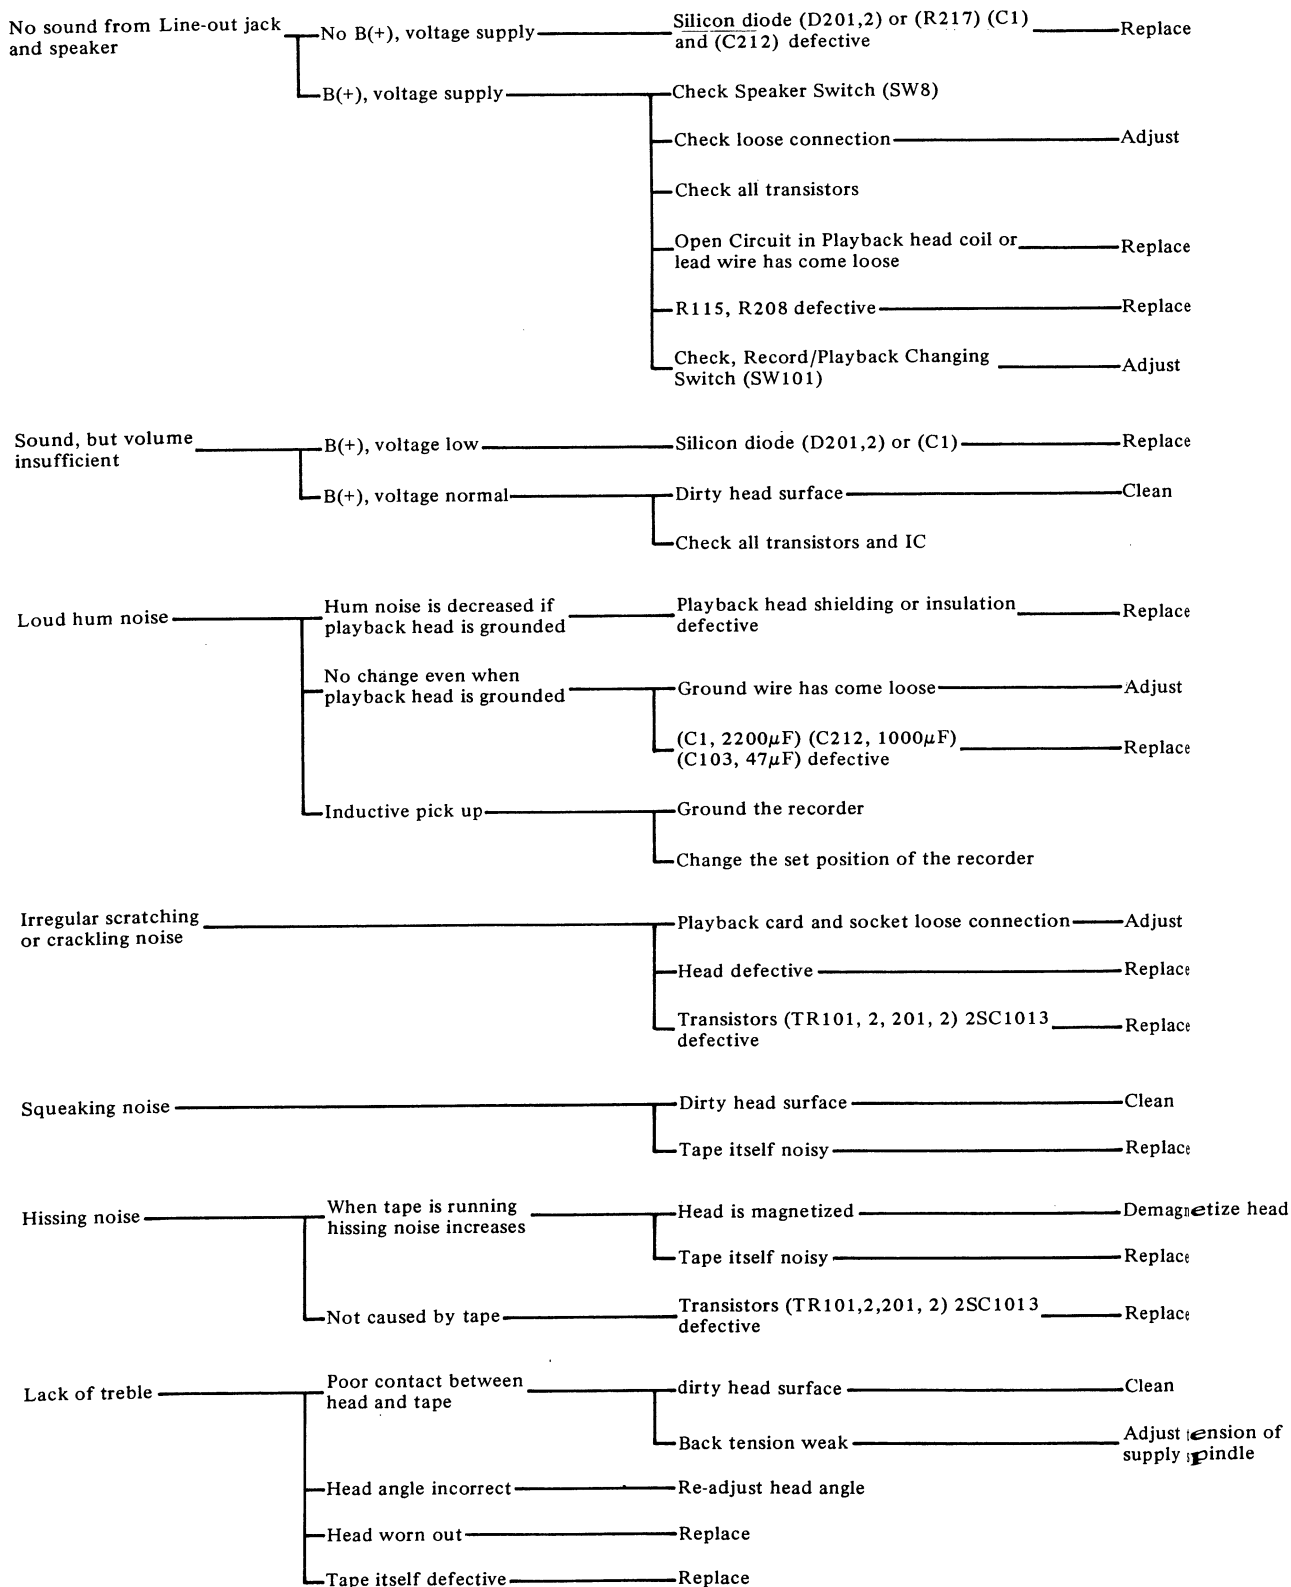 No sound from Line-out jack
and speaker
No B(+), voltage supply
Silicon diode (D201,2) or (R217) (C1)
and (C212) defective
Replace
B(+), voltage supply
Check Speaker Switch (SW8)
Check loose connection
Adjust
Check all transistors
Open Circuit in Playback head coil or
lead wire has come loose
Replace
R115, R208 defective
Replace
Check, Record/Playback Changing
Switch (SW101)
Adjust
Sound, but volume
insufficient
B(+), voltage low
Silicon diode (D201,2) or (C1)
Replace
B(+), voltage normal
Dirty head surface
Clean
Check all transistors and IC
Loud hum noise
Hum noise is decreased if
playback head is grounded
Playback head shielding or insulation
defective
Replace
No change even when
playback head is grounded
Ground wire has come loose
Adjust
(C1, 2200μF) (C212, 1000μF)
(C103, 47μF) defective
Replace
Inductive pick up
Ground the recorder
Change the set position of the recorder
Irregular scratching
or crackling noise
Playback card and socket loose connection
Adjust
Head defective
Replace
Transistors (TR101, 2, 201, 2) 2SC1013
defective
Replace
Squeaking noise
Dirty head surface
Clean
Tape itself noisy
Replace
Hissing noise
When tape is running
hissing noise increases
Head is magnetized
Demagnetize head
Tape itself noisy
Replace
Not caused by tape
Transistors (TR101,2,201, 2) 2SC1013
defective
Replace
Lack of treble
Poor contact between
head and tape
dirty head surface
Clean
Back tension weak
Adjust tension of
supply spindle
Head angle incorrect
Re-adjust head angle
Head worn out
Replace
Tape itself defective
Replace